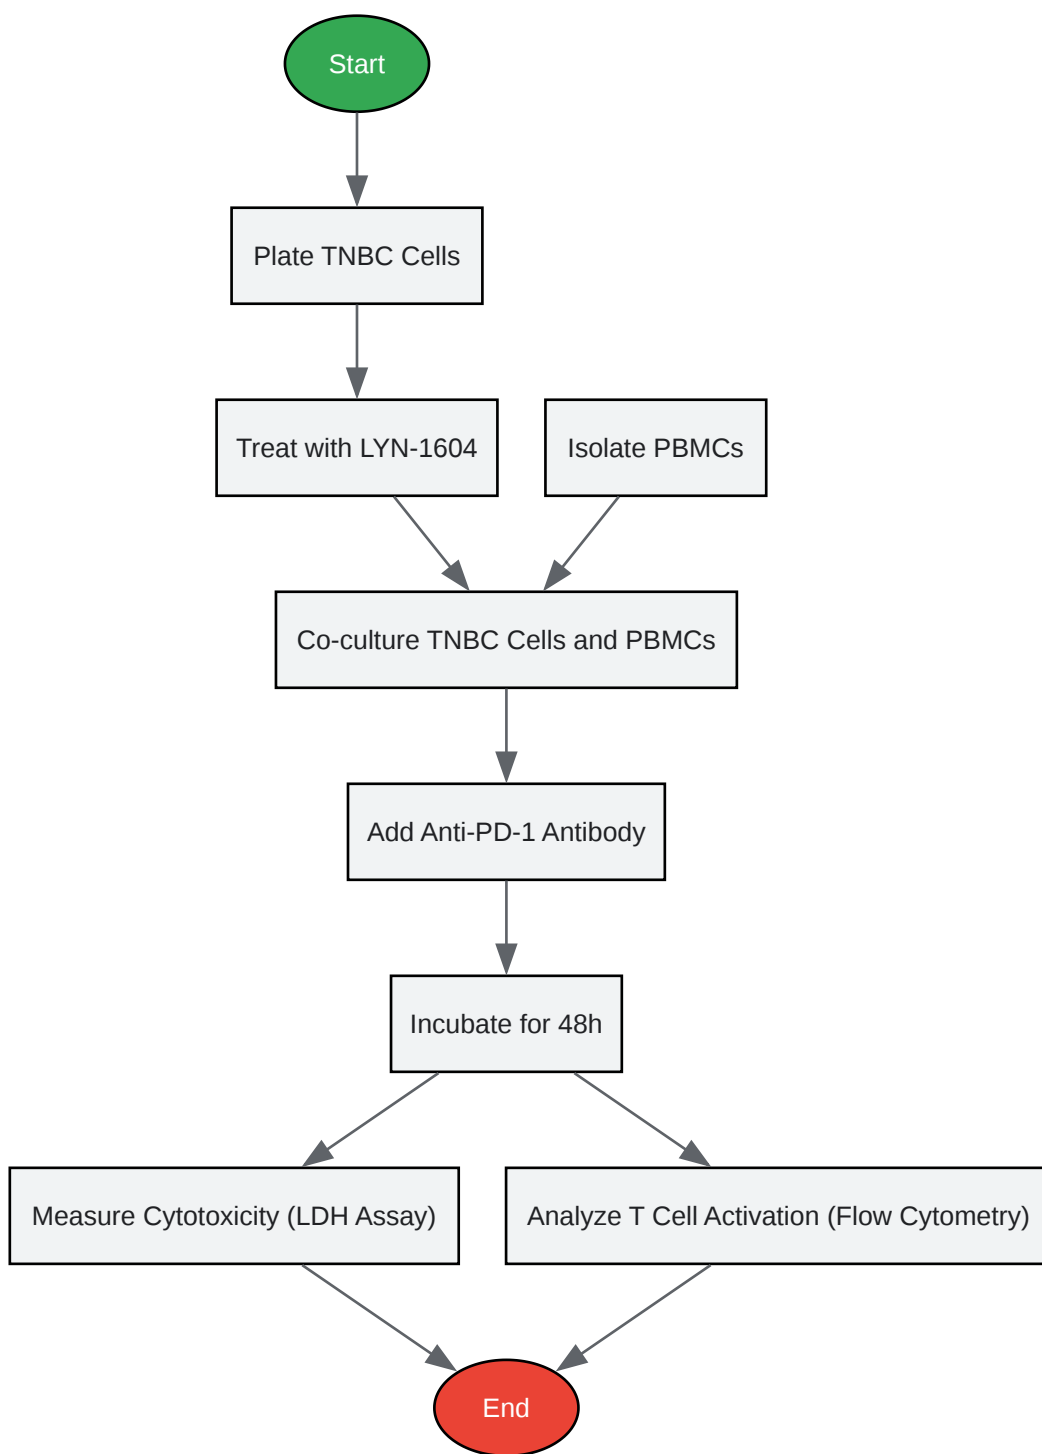 Start
Plate TNBC Cells
Treat with LYN-1604
Isolate PBMCs
Co-culture TNBC Cells and PBMCs
Add Anti-PD-1 Antibody
Incubate for 48h
Measure Cytotoxicity (LDH Assay)
Analyze T Cell Activation (Flow Cytometry)
End